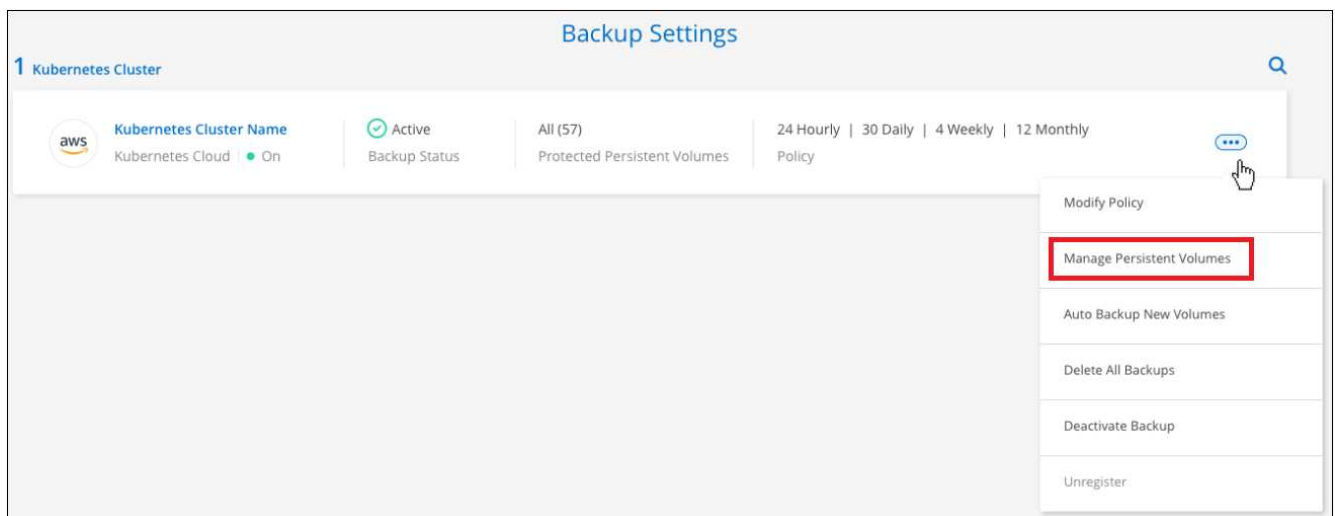 Backup Settings
1 Kubernetes Cluster
aws
Kubernetes Cluster Name
Kubernetes Cloud | On
Active
Backup Status
All (57)
Protected Persistent Volumes
24 Hourly | 30 Daily | 4 Weekly | 12 Monthly
Policy
Modify Policy
Manage Persistent Volumes
Auto Backup New Volumes
Delete All Backups
Deactivate Backup
Unregister